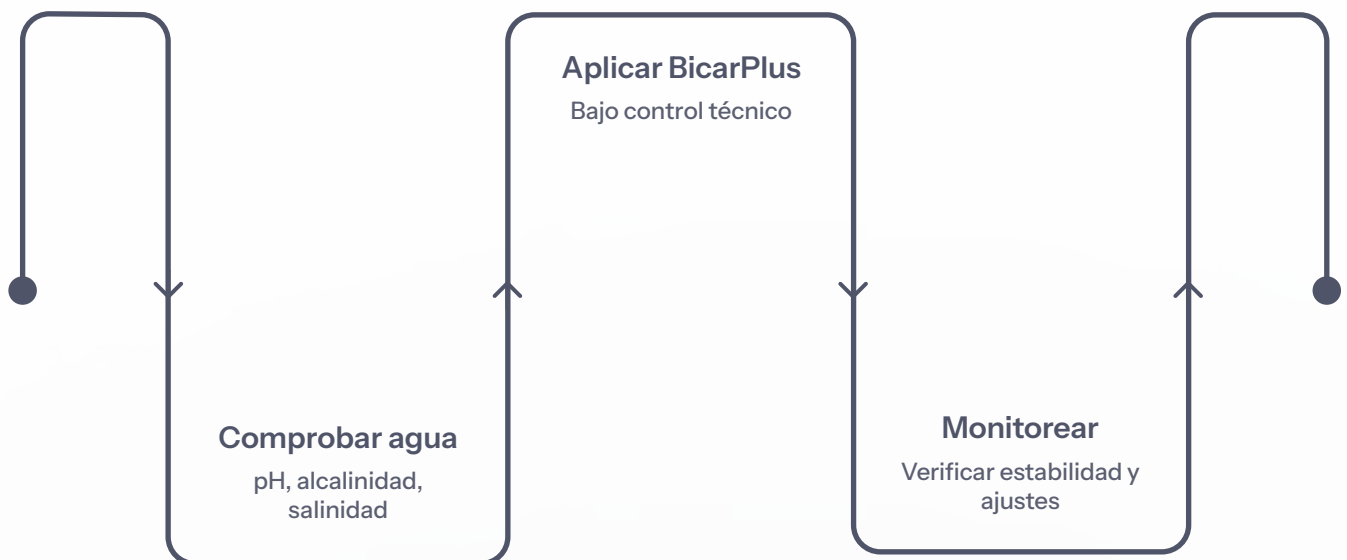 Comprobar agua
pH, alcalinidad,
salinidad
Aplicar BicarPlus
Bajo control técnico
Monitorear
Verificar estabilidad y
ajustes